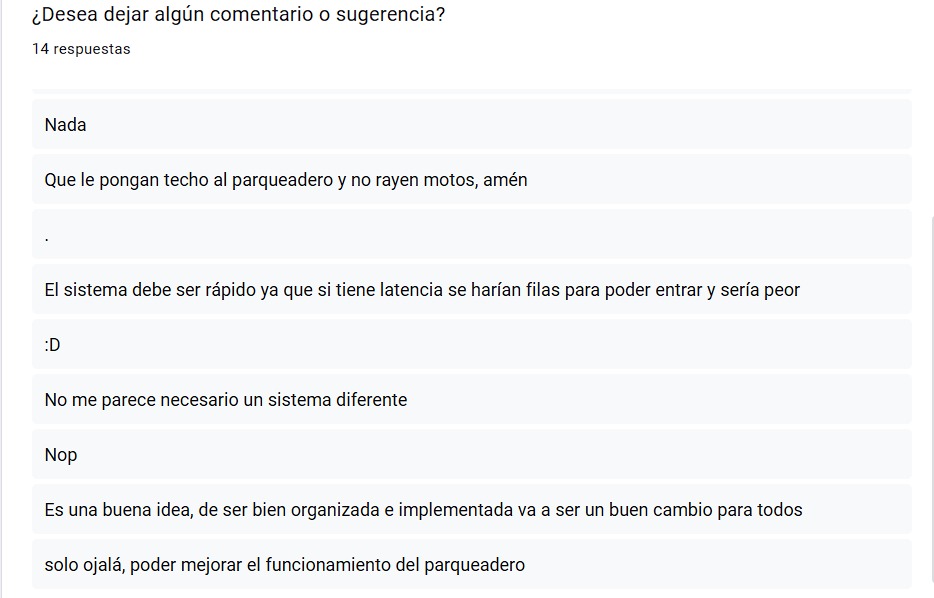 ¿Desea dejar algún comentario o sugerencia?
14 respuestas
Nada
Que le pongan techo al parqueadero y no rayen motos, amén
.
El sistema debe ser rápido ya que si tiene latencia se harían filas para poder entrar y sería peor
:D
No me parece necesario un sistema diferente
Nop
Es una buena idea, de ser bien organizada e implementada va a ser un buen cambio para todos
solo ojalá, poder mejorar el funcionamiento del parqueadero